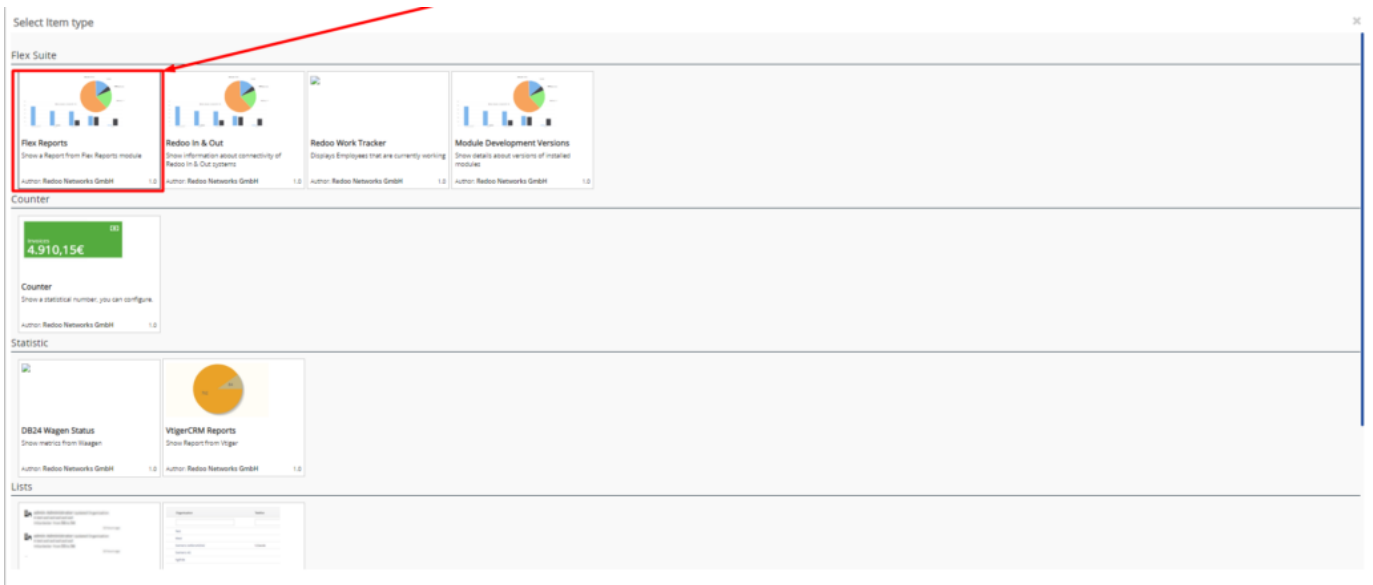 Select Item type
Flex Suite
Flex Reports
Show a Report from Flex Reports module
Author: Redoo Networks GmbH 1.0
Redoo In & Out
Show information about connectivity of
Redoo In & Out systems
Author: Redoo Networks GmbH 1.0
Redoo Work Tracker
Displays Employees that are currently working
Author: Redoo Networks GmbH 1.0
Module Development Versions
Show details about versions of installed
modules
Author: Redoo Networks GmbH 1.0
Counter
Invoices
4.910,15€
Counter
Show a statistical number, you can configure.
Author: Redoo Networks GmbH 1.0
Statistic
DB24 Wagen Status
Show metrics from Waagen
Author: Redoo Networks GmbH 1.0
VtigerCRM Reports
Show Report from Vtiger
Author: Redoo Networks GmbH 1.0
Lists